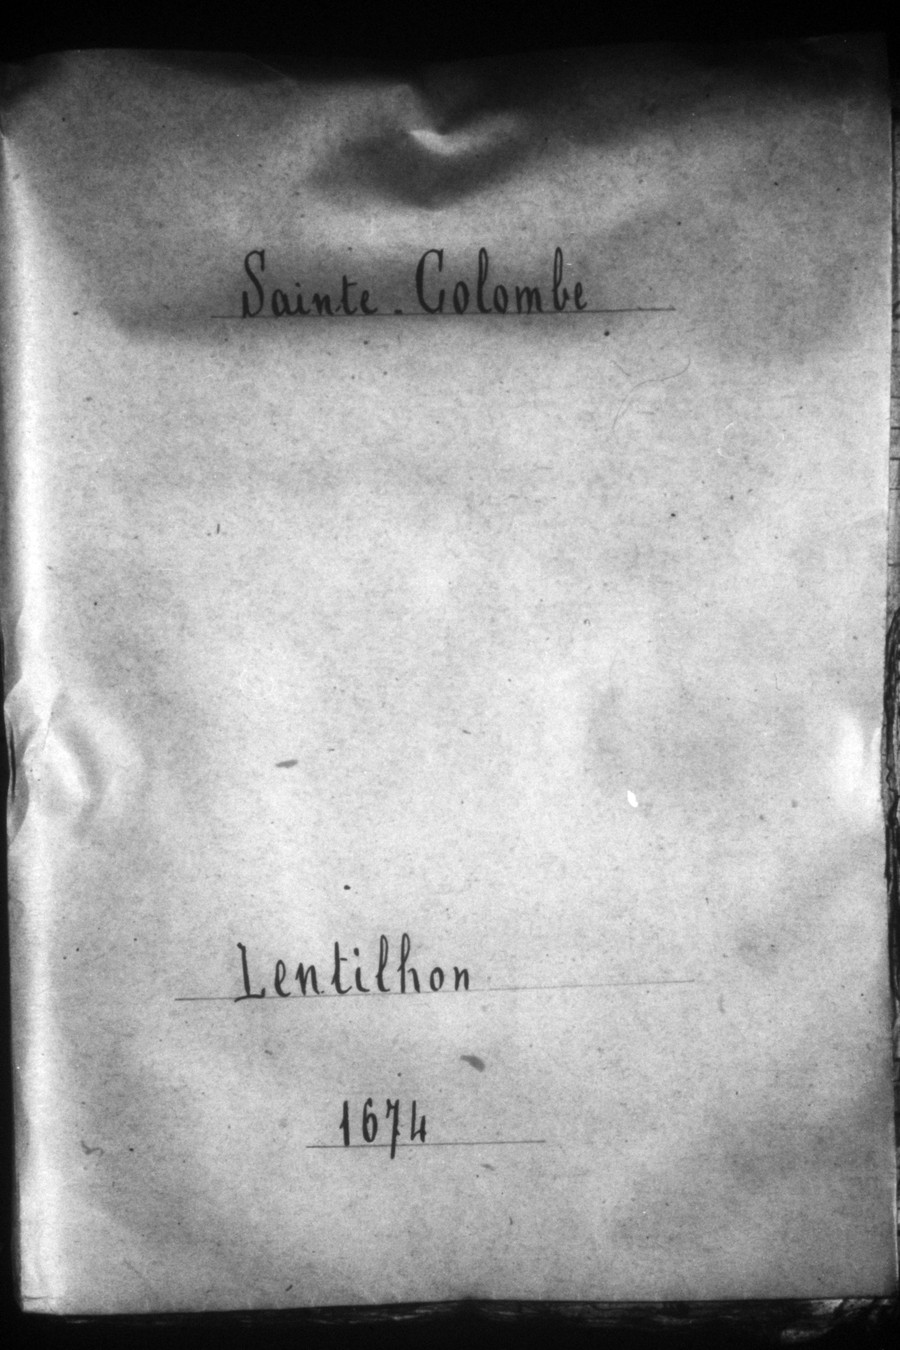 Sainte. Colombe
Lentilhon
1674